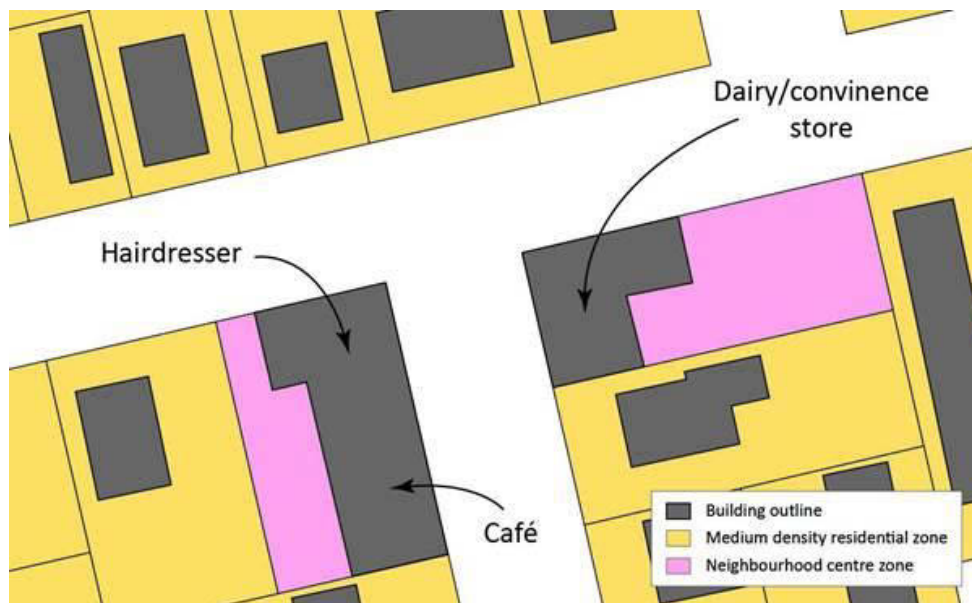 Dairy/convinence
store
Hairdresser
Café
Building outline
Medium density residential zone
Neighbourhood centre zone